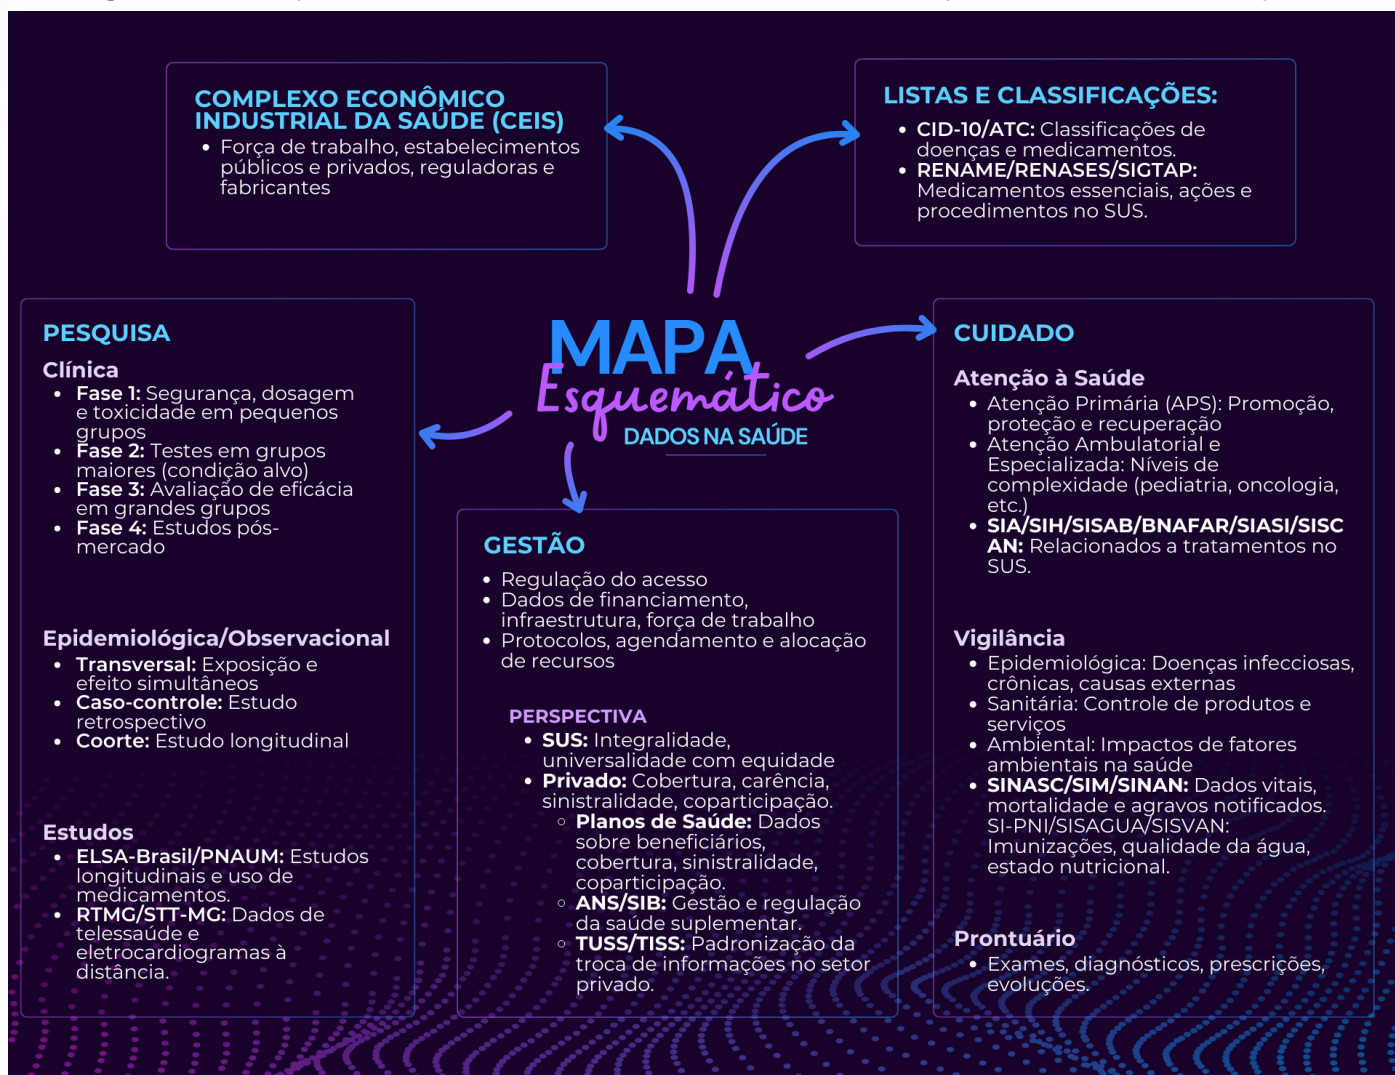 COMPLEXO ECONÔMICO
INDUSTRIAL DA SAÚDE (CEIS)
• Força de trabalho, estabelecimentos
públicos e privados, reguladoras e
fabricantes
LISTAS E CLASSIFICAÇÕES:
• CID-10/ATC: Classificações de
doenças e medicamentos.
• RENAME/RENASES/SIGTAP:
Medicamentos essenciais, ações e
procedimentos no SUS.
MAPA
Esquemático
DADOS NA SAÚDE
PESQUISA
Clínica
• Fase 1: Segurança, dosagem
e toxicidade em pequenos
grupos
• Fase 2: Testes em grupos
maiores (condição alvo)
• Fase 3: Avaliação de eficácia
em grandes grupos
• Fase 4: Estudos pós-
mercado
Epidemiológica/Observacional
• Transversal: Exposição e
efeito simultâneos
• Caso-controle: Estudo
retrospectivo
• Coorte: Estudo longitudinal
Estudos
• ELSA-Brasil/PNAUM: Estudos
longitudinais e uso de
medicamentos.
• RTMG/STT-MG: Dados de
telessaúde e
eletrocardiogramas à
distância.
GESTÃO
• Regulação do acesso
• Dados de financiamento,
infraestrutura, força de trabalho
• Protocolos, agendamento e alocação
de recursos
PERSPECTIVA
• SUS: Integralidade,
universalidade com equidade
• Privado: Cobertura, carência,
sinistralidade, coparticipação.
◦ Planos de Saúde: Dados
sobre beneficiários,
cobertura, sinistralidade,
coparticipação.
◦ ANS/SIB: Gestão e regulação
da saúde suplementar.
◦ TUSS/TISS: Padronização da
troca de informações no setor
privado.
CUIDADO
Atenção à Saúde
• Atenção Primária (APS): Promoção,
proteção e recuperação
• Atenção Ambulatorial e
Especializada: Níveis de
complexidade (pediatria, oncologia,
etc.)
• SIA/SIH/SISAB/BNAFAR/SIASI/SISC
AN: Relacionados a tratamentos no
SUS.
Vigilância
• Epidemiológica: Doenças infecciosas,
crônicas, causas externas
• Sanitária: Controle de produtos e
serviços
• Ambiental: Impactos de fatores
ambientais na saúde
• SINASC/SIM/SINAN: Dados vitais,
mortalidade e agravos notificados.
SI-PNI/SISAGUA/SISVAN:
Imunizações, qualidade da água,
estado nutricional.
Prontuário
• Exames, diagnósticos, prescrições,
evoluções.